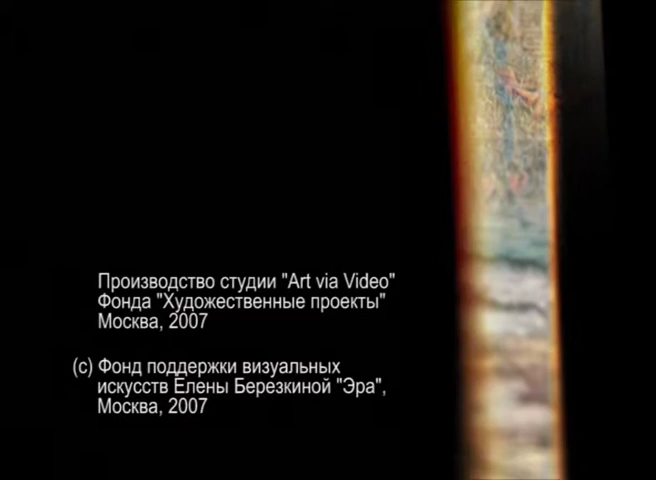 Производство студии "Art via Video"
Фонда "Художественные проекты"
Москва, 2007
(с) Фонд поддержки визуальных
искусств Елены Березкиной "Эра",
Москва, 2007